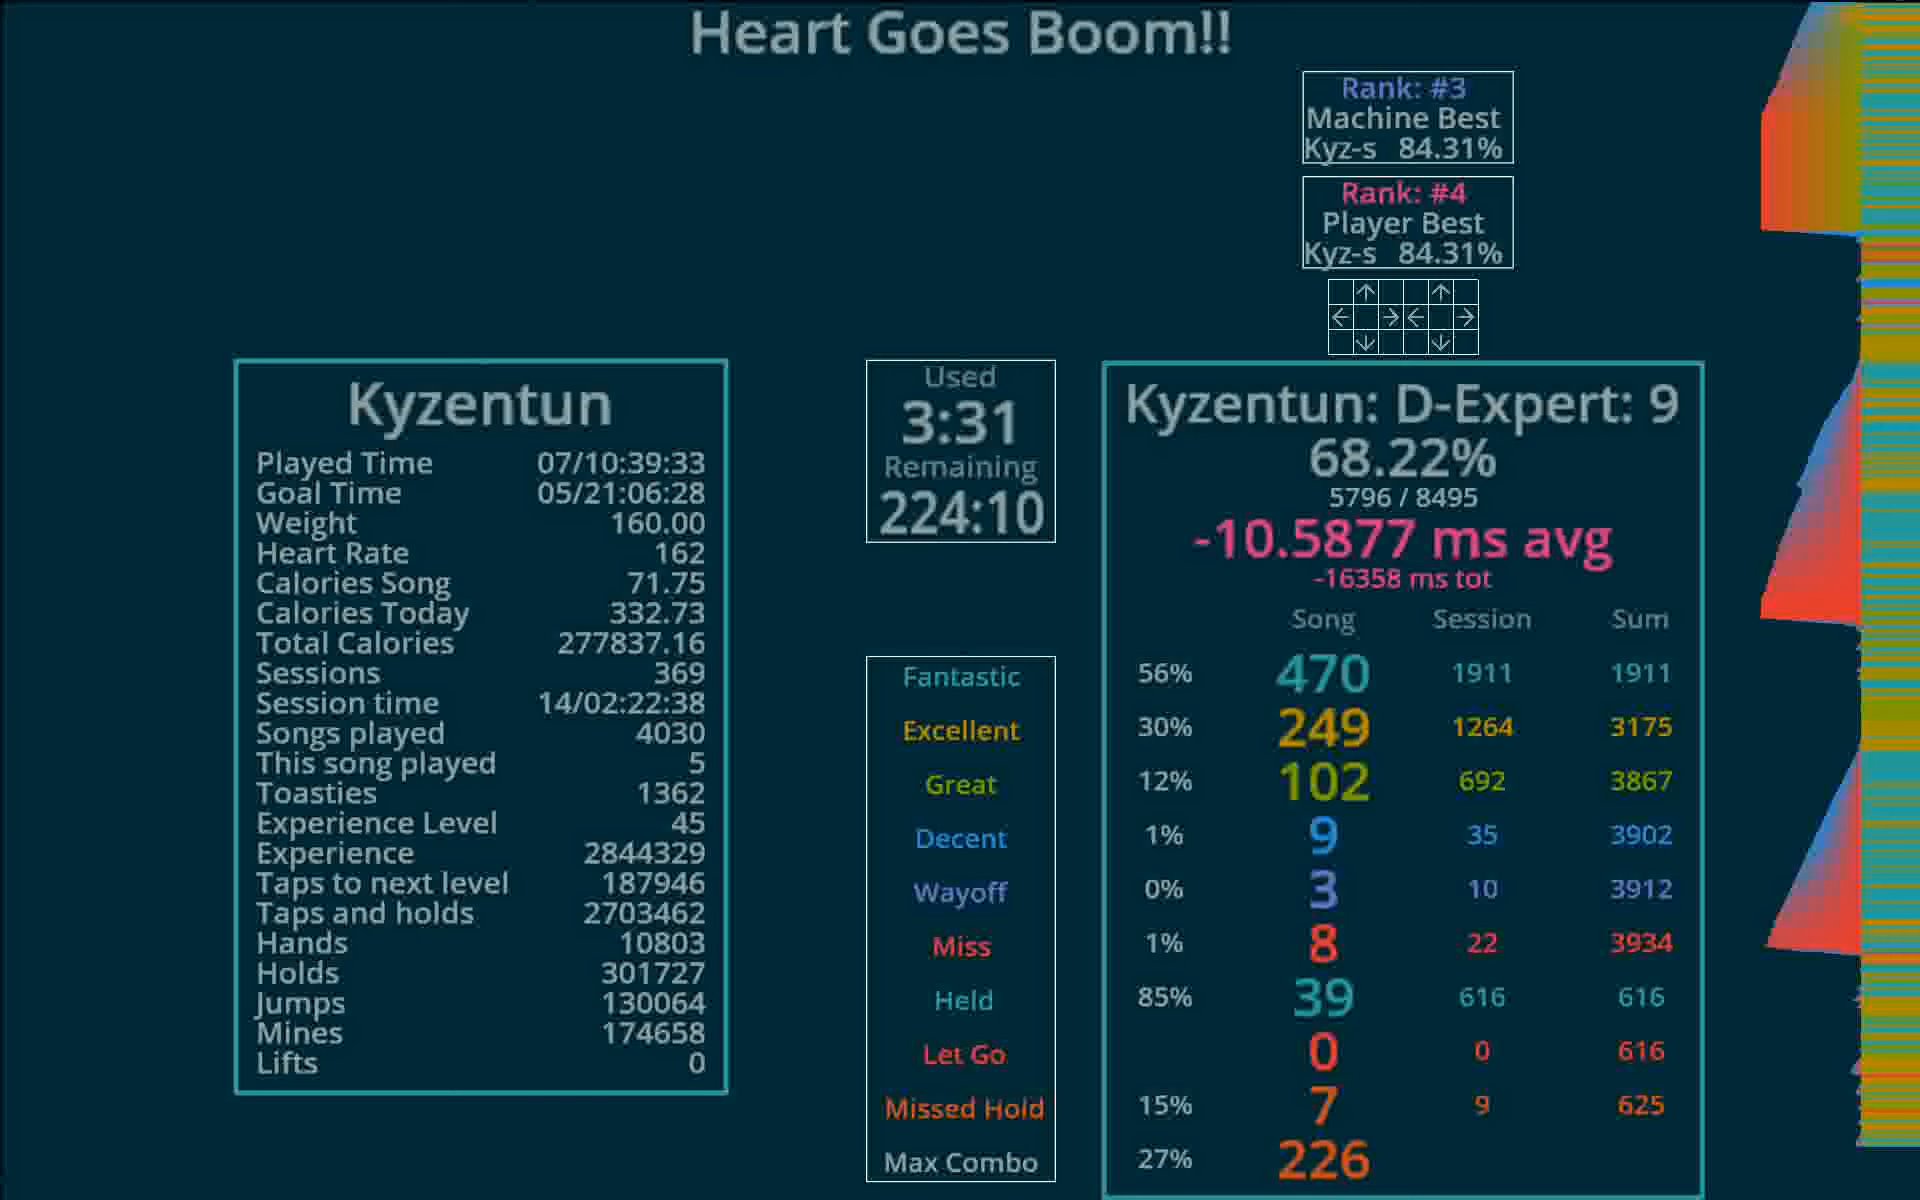 Heart Goes Boom!!
Rank: #3
Machine Best
Kyz-s 84.31%
Rank: #4
Player Best
Kyz-s 84.31%
Kyzentun
Played Time 07/10:39:33
Goal Time 05/21:06:28
Weight 160.00
Heart Rate 162
Calories Song 71.75
Calories Today 332.73
Total Calories 277837.16
Sessions 369
Session time 14/02:22:38
Songs played 4030
This song played 5
Toasties 1362
Experience Level 45
Experience 2844329
Taps to next level 187946
Taps and holds 2703462
Hands 10803
Holds 301727
Jumps 130064
Mines 174658
Lifts 0
Used
3:31
Remaining
224:10
Fantastic
Excellent
Great
Decent
Wayoff
Miss
Held
Let Go
Missed Hold
Max Combo
Kyzentun: D-Expert: 9
68.22%
5796 / 8495
-10.5877 ms avg
-16358 ms tot
Song Session Sum
56% 470 1911 1911
30% 249 1264 3175
12% 102 692 3867
1% 9 35 3902
0% 3 10 3912
1% 8 22 3934
85% 39 616 616
0 0 616
15% 7 9 625
27% 226